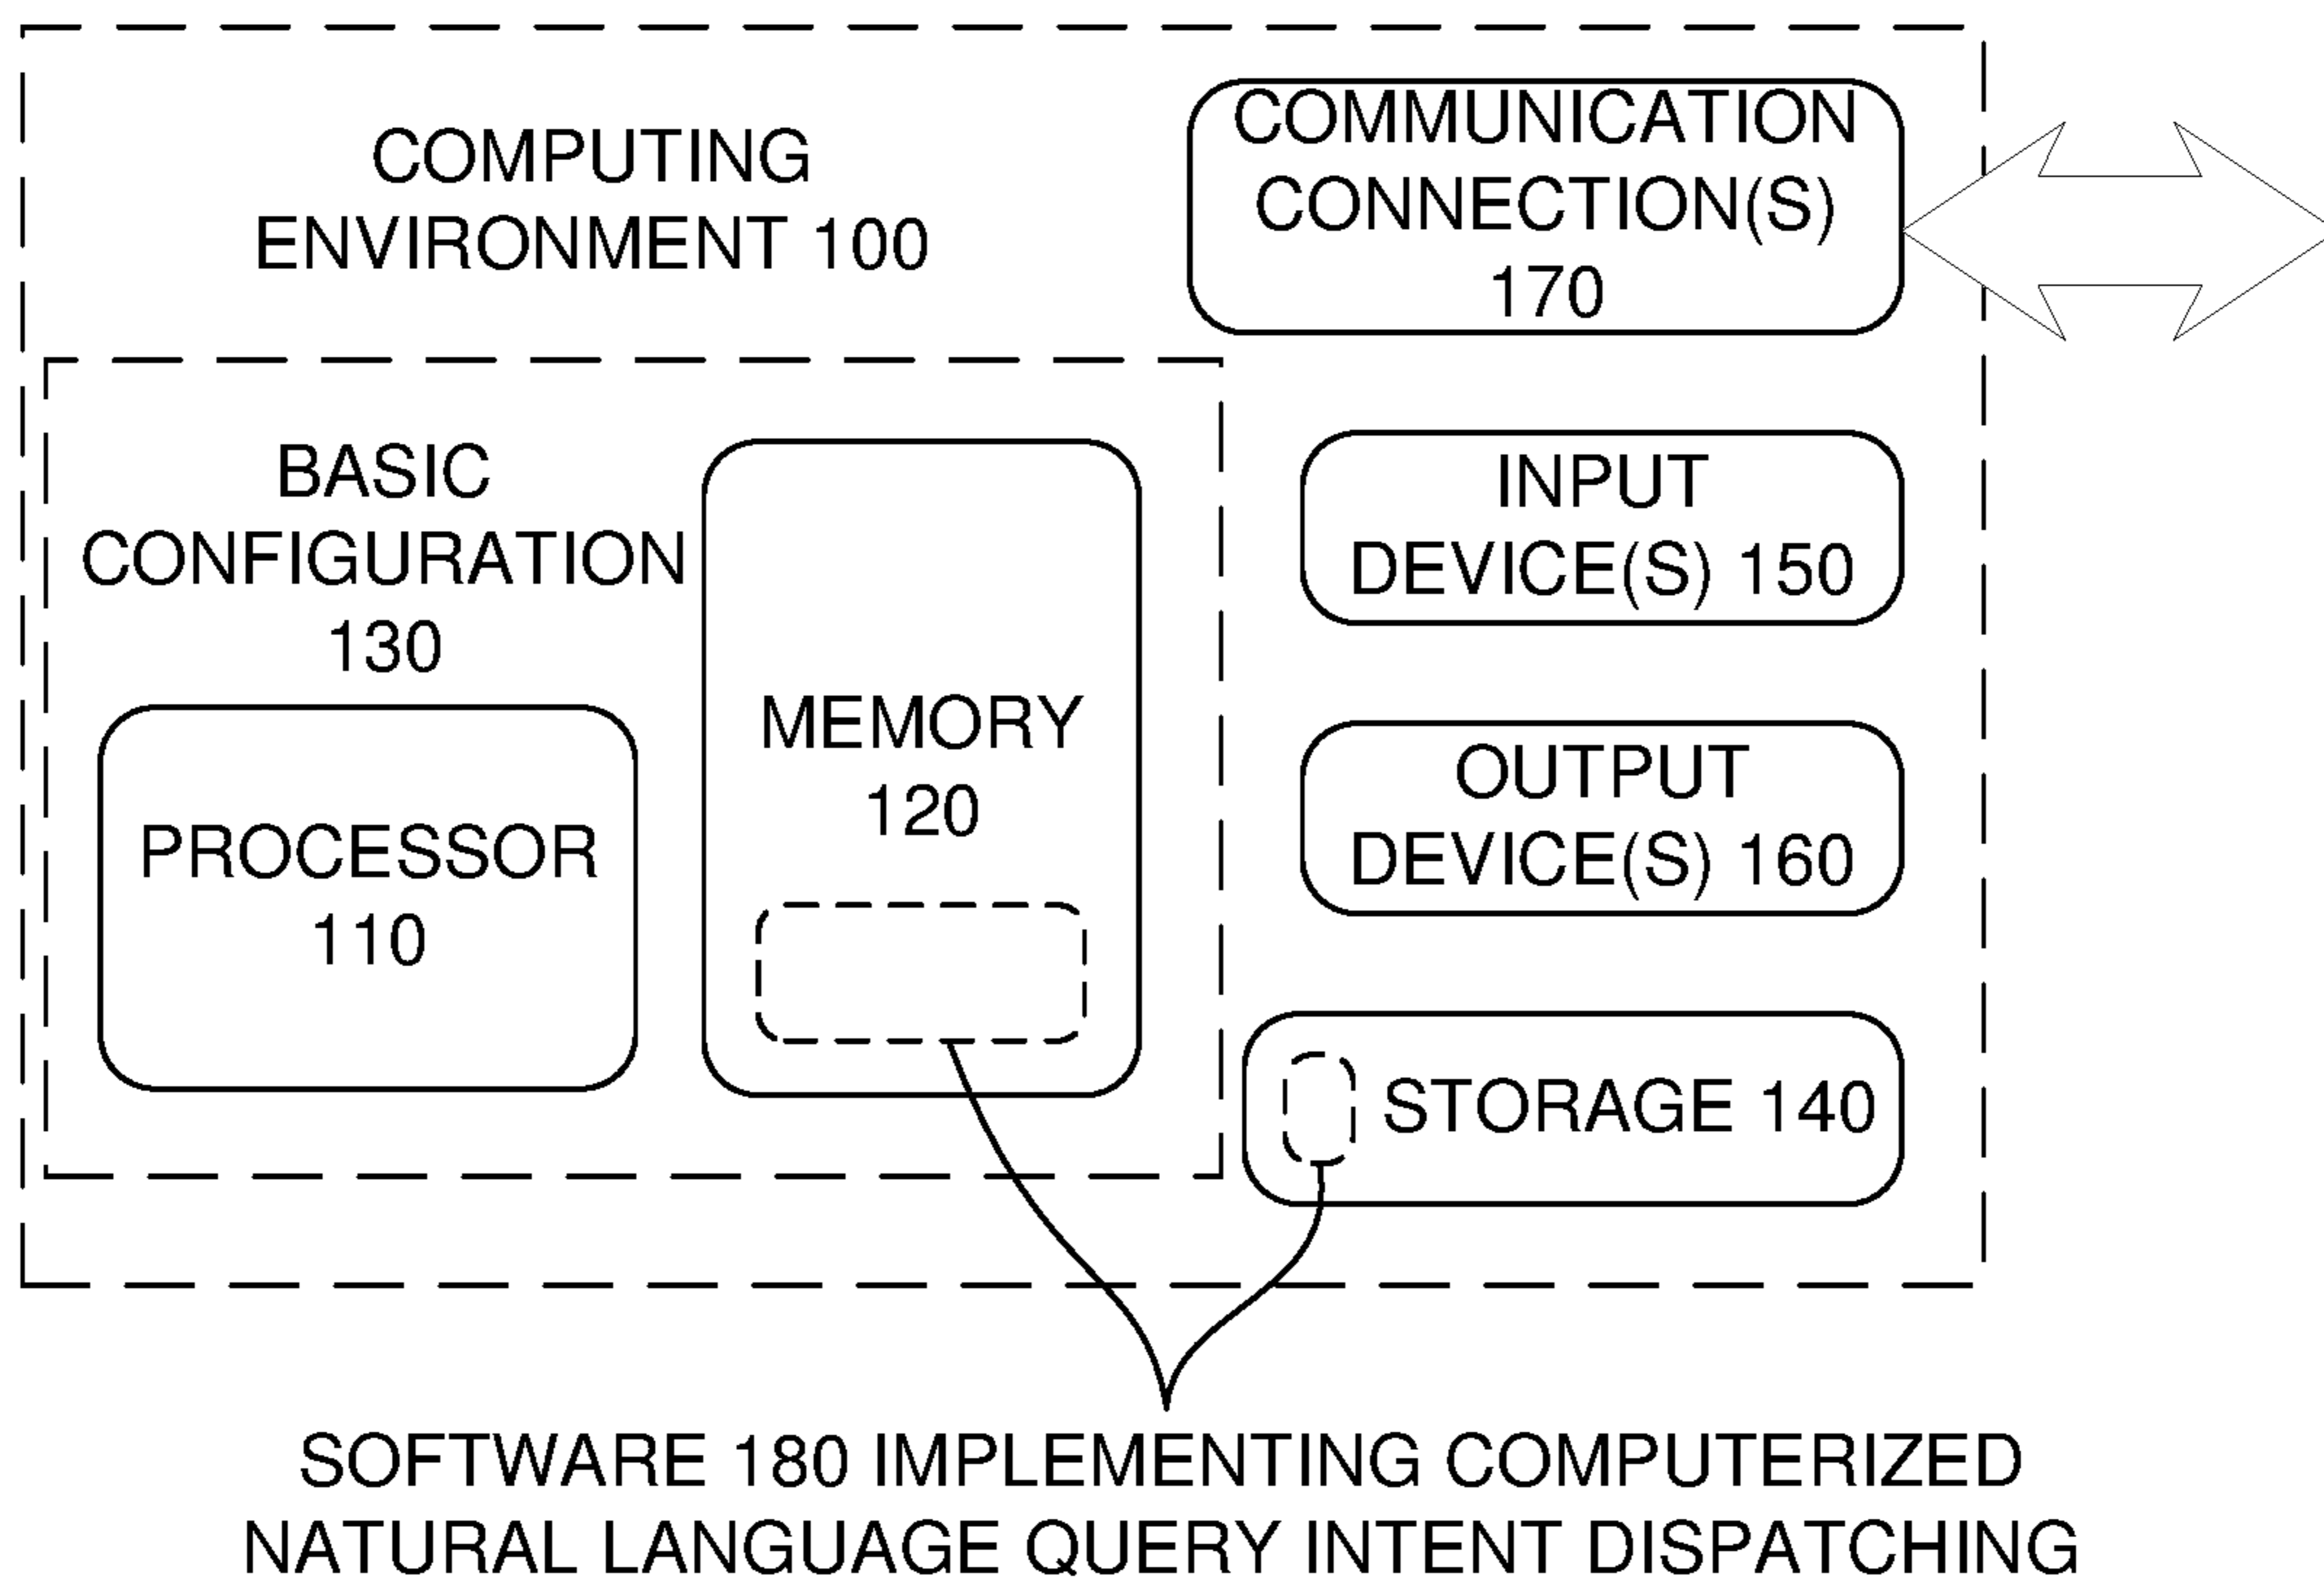 COMPUTING
ENVIRONMENT 100
COMMUNICATION
CONNECTION(S)
170
BASIC
CONFIGURATION
130
PROCESSOR
110
MEMORY
120
INPUT
DEVICE(S) 150
OUTPUT
DEVICE(S) 160
STORAGE 140
SOFTWARE 180 IMPLEMENTING COMPUTERIZED
NATURAL LANGUAGE QUERY INTENT DISPATCHING